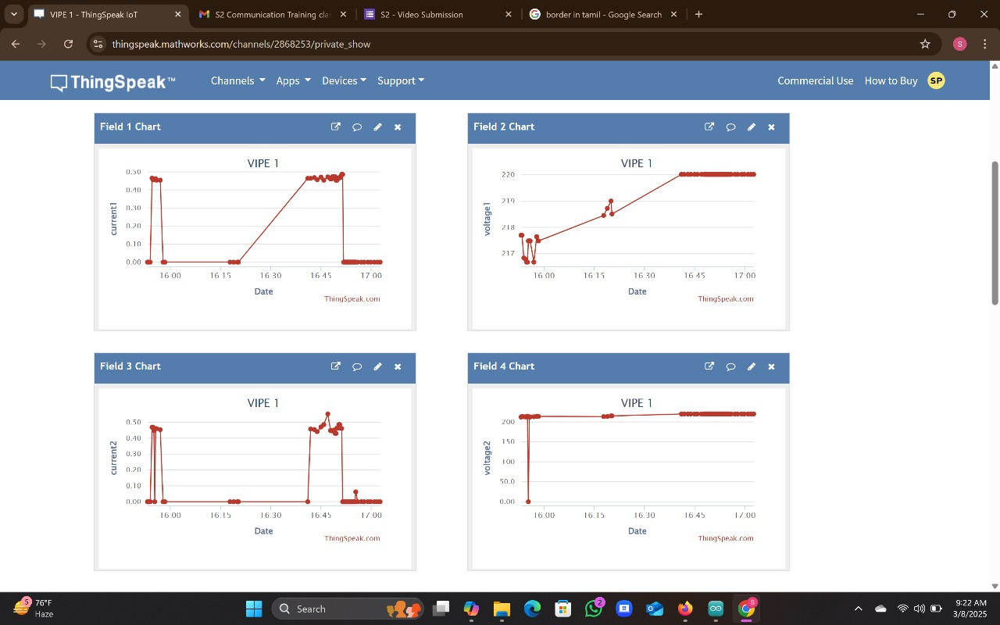 VIPE 1 - ThingSpeak IoT
S2 Communication Training cla
S2 - Video Submission
border in tamil - Google Search
thingspeak.mathworks.com/channels/2868253/private_show
S
ThingSpeak™ Channels Apps Devices Support Commercial Use How to Buy SP
Field 1 Chart
VIPE 1
0.50
0.40
0.30
0.20
0.10
0.00
current1
16:00 16:15 16:30 16:45 17:00
Date
ThingSpeak.com
Field 2 Chart
VIPE 1
220
219
218
217
voltage1
16:00 16:15 16:30 16:45 17:00
Date
ThingSpeak.com
Field 3 Chart
VIPE 1
0.50
0.40
0.30
0.20
0.10
0.00
current2
16:00 16:15 16:30 16:45 17:00
Date
ThingSpeak.com
Field 4 Chart
VIPE 1
200
150
100
50.0
0.00
voltage2
16:00 16:15 16:30 16:45 17:00
Date
ThingSpeak.com
5
76°F
Haze
Search
2
S
9:22 AM
3/8/2025